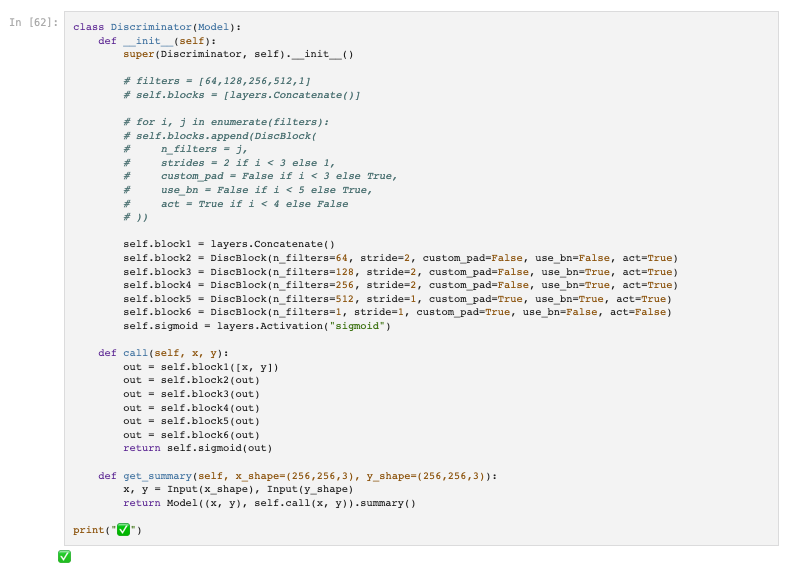 In [62]:
class Discriminator(Model):
    def __init__(self):
        super(Discriminator, self).__init__()

        # filters = [64,128,256,512,1]
        # self.blocks = [layers.Concatenate()]

        # for i, j in enumerate(filters):
        # self.blocks.append(DiscBlock(
        #     n_filters = j,
        #     strides = 2 if i < 3 else 1,
        #     custom_pad = False if i < 3 else True,
        #     use_bn = False if i < 5 else True,
        #     act = True if i < 4 else False
        # ))

        self.block1 = layers.Concatenate()
        self.block2 = DiscBlock(n_filters=64, stride=2, custom_pad=False, use_bn=False, act=True)
        self.block3 = DiscBlock(n_filters=128, stride=2, custom_pad=False, use_bn=True, act=True)
        self.block4 = DiscBlock(n_filters=256, stride=2, custom_pad=False, use_bn=True, act=True)
        self.block5 = DiscBlock(n_filters=512, stride=1, custom_pad=True, use_bn=True, act=True)
        self.block6 = DiscBlock(n_filters=1, stride=1, custom_pad=True, use_bn=False, act=False)
        self.sigmoid = layers.Activation("sigmoid")

    def call(self, x, y):
        out = self.block1([x, y])
        out = self.block2(out)
        out = self.block3(out)
        out = self.block4(out)
        out = self.block5(out)
        out = self.block6(out)
        return self.sigmoid(out)

    def get_summary(self, x_shape=(256,256,3), y_shape=(256,256,3)):
        x, y = Input(x_shape), Input(y_shape)
        return Model((x, y), self.call(x, y)).summary()

print("✅")
✅